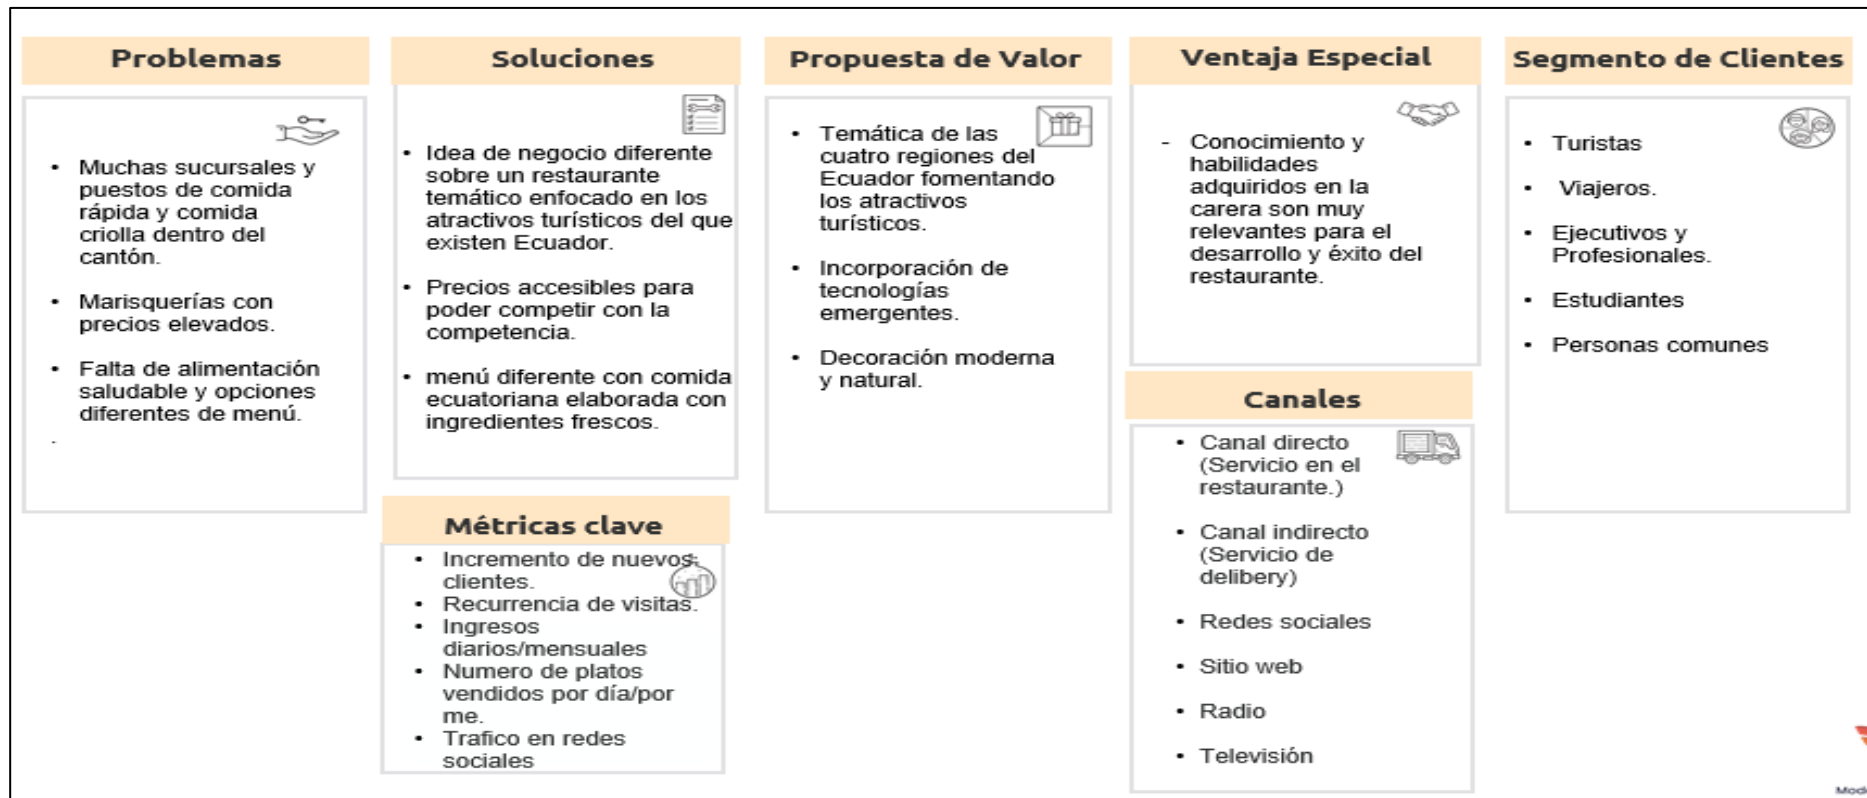 Problemas
Muchas sucursales y
puestos de comida
rápida y comida
criolla dentro del
cantón.
Marisquerías con
precios elevados.
Falta de alimentación
saludable y opciones
diferentes de menú.
Soluciones
Idea de negocio diferente
sobre un restaurante
temático enfocado en los
atractivos turísticos del que
existen Ecuador.
Precios accesibles para
poder competir con la
competencia.
menú diferente con comida
ecuatoriana elaborada con
ingredientes frescos.
Métricas clave
Incremento de nuevos
clientes.
Recurrencia de visitas.
Ingresos
diarios/mensuales
Numero de platos
vendidos por día/por
me.
Trafico en redes
sociales
Propuesta de Valor
Temática de las
cuatro regiones del
Ecuador fomentando
los atractivos
turísticos.
Incorporación de
tecnologías
emergentes.
Decoración moderna
y natural.
Ventaja Especial
- Conocimiento y
habilidades
adquiridos en la
carera son muy
relevantes para el
desarrollo y éxito del
restaurante.
Canales
Canal directo
(Servicio en el
restaurante.)
Canal indirecto
(Servicio de
delibery)
Redes sociales
Sitio web
Radio
Televisión
Segmento de Clientes
Turistas
Viajeros.
Ejecutivos y
Profesionales.
Estudiantes
Personas comunes